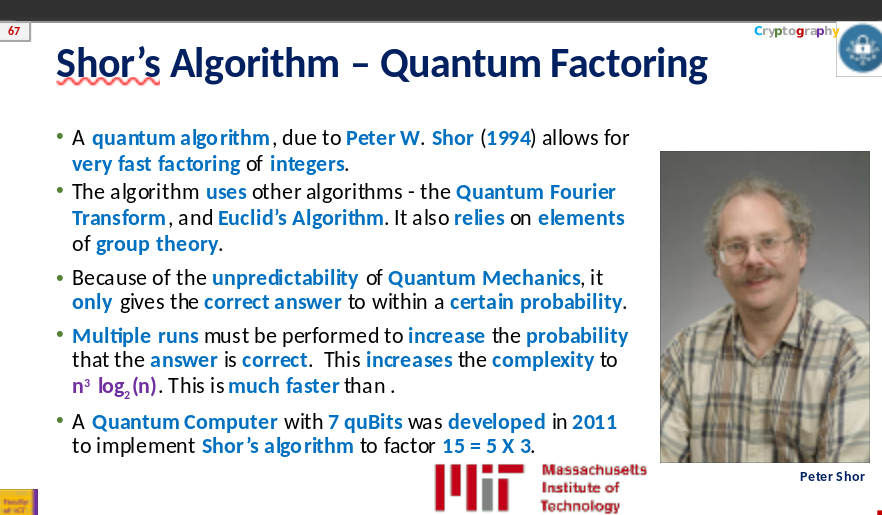 67
Cryptography
Shor's Algorithm – Quantum Factoring
• A quantum algorithm, due to Peter W. Shor (1994) allows for
very fast factoring of integers.
• The algorithm uses other algorithms - the Quantum Fourier
Transform, and Euclid's Algorithm. It also relies on elements
of group theory.
• Because of the unpredictability of Quantum Mechanics, it
only gives the correct answer to within a certain probability.
• Multiple runs must be performed to increase the probability
that the answer is correct. This increases the complexity to
n³ log₂(n). This is much faster than .
• A Quantum Computer with 7 quBits was developed in 2011
to implement Shor's algorithm to factor 15 = 5 X 3.
Peter Shor
MIT
Massachusetts
Institute of
Technology
Faculty
of ICT